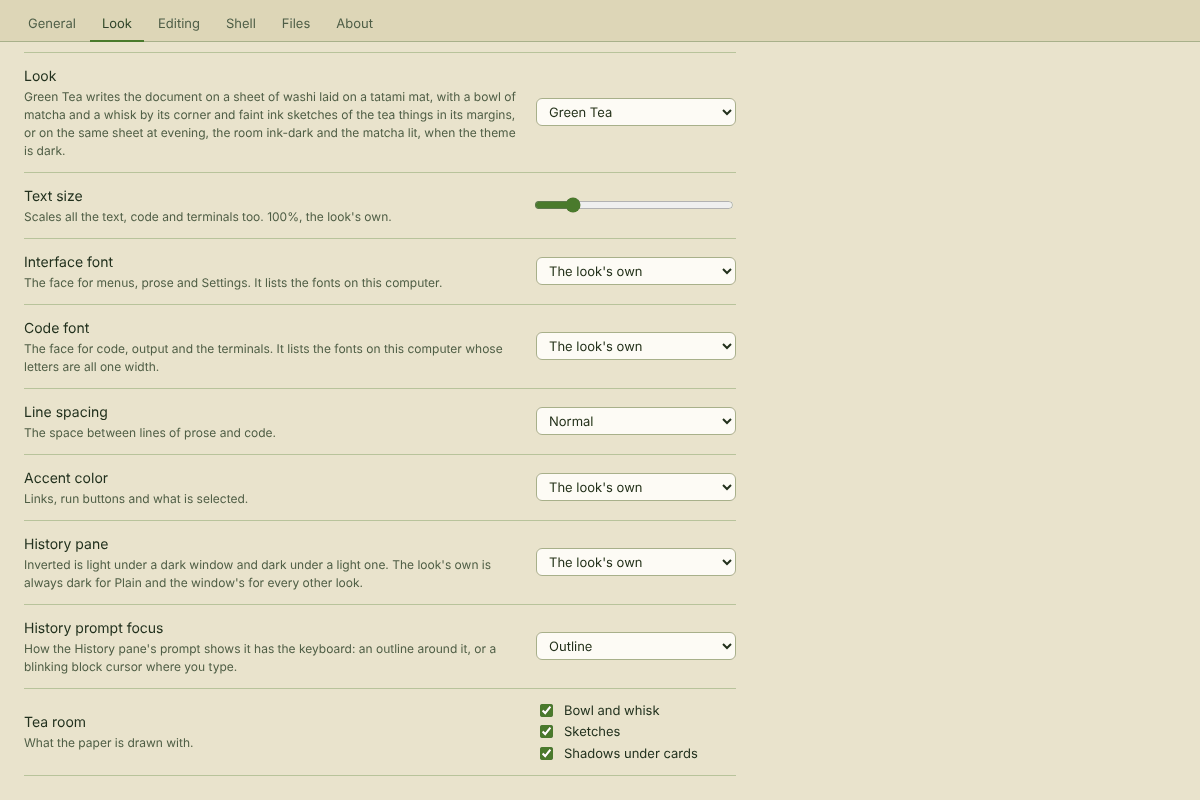 General Look Editing Shell Files About
Look
Green Tea writes the document on a sheet of washi laid on a tatami mat, with a bowl of
matcha and a whisk by its corner and faint ink sketches of the tea things in its margins,
or on the same sheet at evening, the room ink-dark and the matcha lit, when the theme
is dark.
Green Tea
Text size
Scales all the text, code and terminals too. 100%, the look's own.
Interface font
The face for menus, prose and Settings. It lists the fonts on this computer.
The look's own
Code font
The face for code, output and the terminals. It lists the fonts on this computer whose
letters are all one width.
The look's own
Line spacing
The space between lines of prose and code.
Normal
Accent color
Links, run buttons and what is selected.
The look's own
History pane
Inverted is light under a dark window and dark under a light one. The look's own is
always dark for Plain and the window's for every other look.
The look's own
History prompt focus
How the History pane's prompt shows it has the keyboard: an outline around it, or a
blinking block cursor where you type.
Outline
Tea room
What the paper is drawn with.
Bowl and whisk
Sketches
Shadows under cards